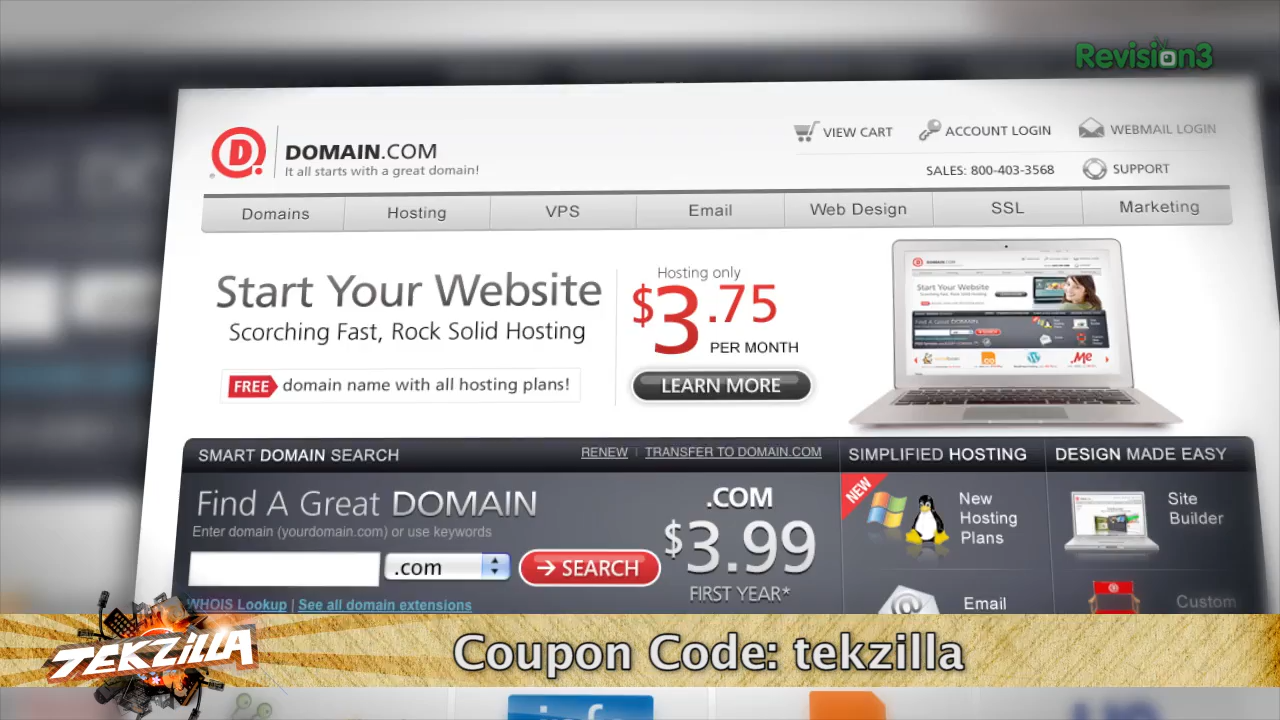 Revision3
DOMAIN.COM
It all starts with a great domain!
VIEW CART
ACCOUNT LOGIN
WEBMAIL LOGIN
SALES: 800-403-3568
SUPPORT
Domains
Hosting
VPS
Email
Web Design
SSL
Marketing
Start Your Website
Scorching Fast, Rock Solid Hosting
FREE domain name with all hosting plans!
Hosting only
$3.75
PER MONTH
LEARN MORE
SMART DOMAIN SEARCH
RENEW | TRANSFER TO DOMAIN.COM
SIMPLIFIED HOSTING
DESIGN MADE EASY
Find A Great DOMAIN
Enter domain (yourdomain.com) or use keywords
.com
SEARCH
WHOIS Lookup | See all domain extensions
.COM
$3.99
FIRST YEAR*
NEW
New
Hosting
Plans
Email
Site
Builder
Custom
TEKZILLA
Coupon Code: tekzilla